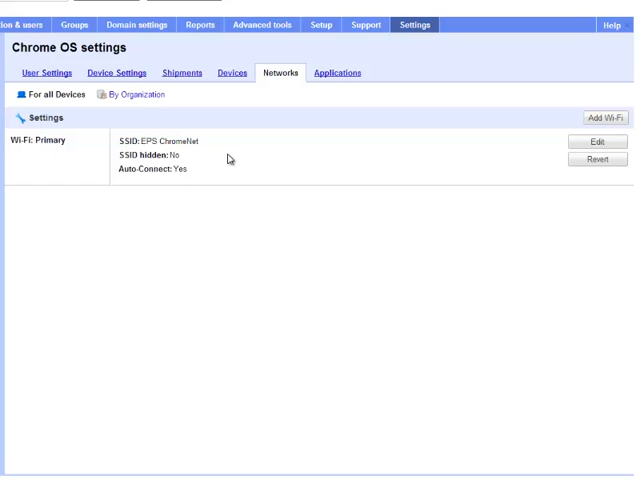 ion & users Groups Domain settings Reports Advanced tools Setup Support Settings Help
Chrome OS settings
User Settings Device Settings Shipments Devices Networks Applications
For all Devices By Organization
Settings Add Wi-Fi
Wi-Fi: Primary SSID: EPS ChromeNet Edit
SSID hidden: No Revert
Auto-Connect: Yes